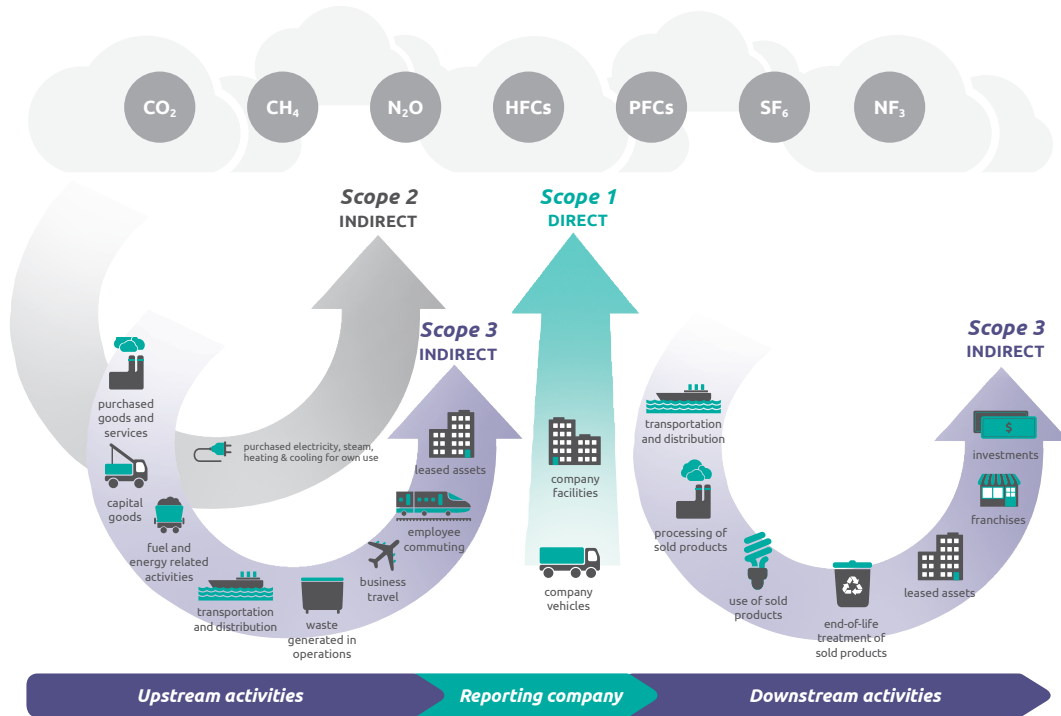 CO₂
CH₄
N₂O
HFCs
PFCs
SF₆
NF₃
Scope 2
INDIRECT
Scope 1
DIRECT
Scope 3
INDIRECT
Scope 3
INDIRECT
purchased
goods and
services
capital
goods
fuel and
energy related
activities
purchased electricity, steam,
heating & cooling for own use
transportation
and distribution
waste
generated in
operations
business
travel
employee
commuting
leased assets
company
facilities
company
vehicles
transportation
and distribution
processing of
sold products
use of sold
products
end-of-life
treatment of
sold products
leased assets
franchises
investments
$
Upstream activities
Reporting company
Downstream activities